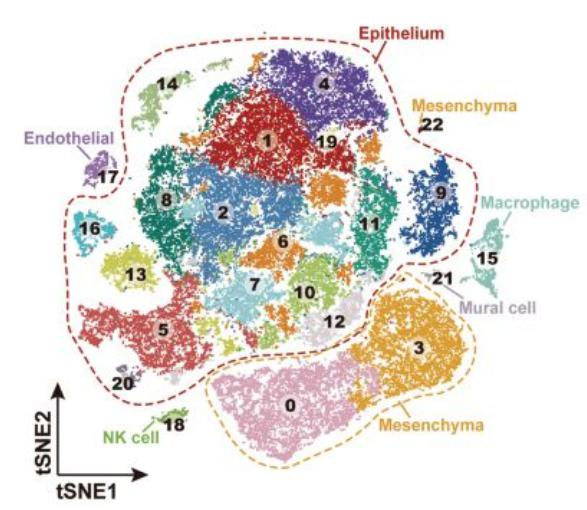 Epithelium
4
14
Mesenchyma
22
1
19
Endothelial
17
9
8
2
11
Macrophage
16
6
15
13
7
10
21
Mural cell
12
5
3
20
0
Mesenchyma
18
NK cell
tSNE2
tSNE1